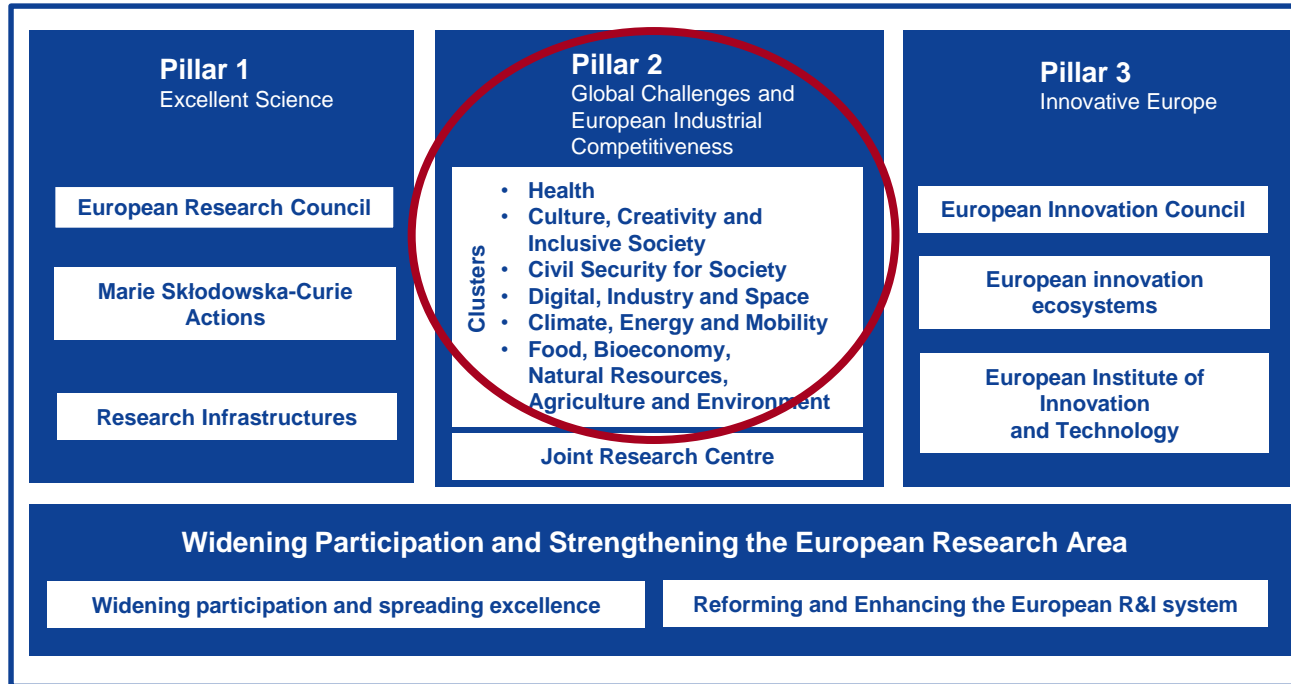 Pillar 1
Excellent Science
European Research Council
Marie Skłodowska-Curie
Actions
Research Infrastructures
Pillar 2
Global Challenges and
European Industrial
Competitiveness
Clusters
• Health
• Culture, Creativity and
Inclusive Society
• Civil Security for Society
• Digital, Industry and Space
• Climate, Energy and Mobility
• Food, Bioeconomy,
Natural Resources,
Agriculture and Environment
Joint Research Centre
Pillar 3
Innovative Europe
European Innovation Council
European innovation
ecosystems
European Institute of
Innovation
and Technology
Widening Participation and Strengthening the European Research Area
Widening participation and spreading excellence
Reforming and Enhancing the European R&I system